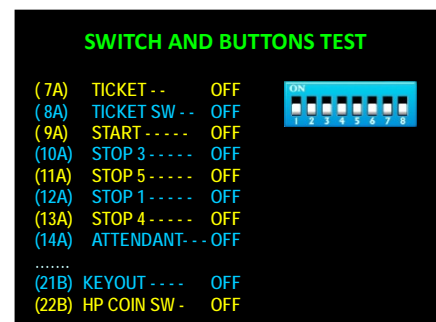 SWITCH AND BUTTONS TEST
( 7A) TICKET - - OFF
( 8A) TICKET SW - - OFF
( 9A) START - - - - - OFF
(10A) STOP 3 - - - - - OFF
(11A) STOP 5 - - - - - OFF
(12A) STOP 1 - - - - - OFF
(13A) STOP 4 - - - - - OFF
(14A) ATTENDANT- - - OFF
.......
(21B) KEYOUT - - - - OFF
(22B) HP COIN SW - OFF
ON
1 2 3 4 5 6 7 8